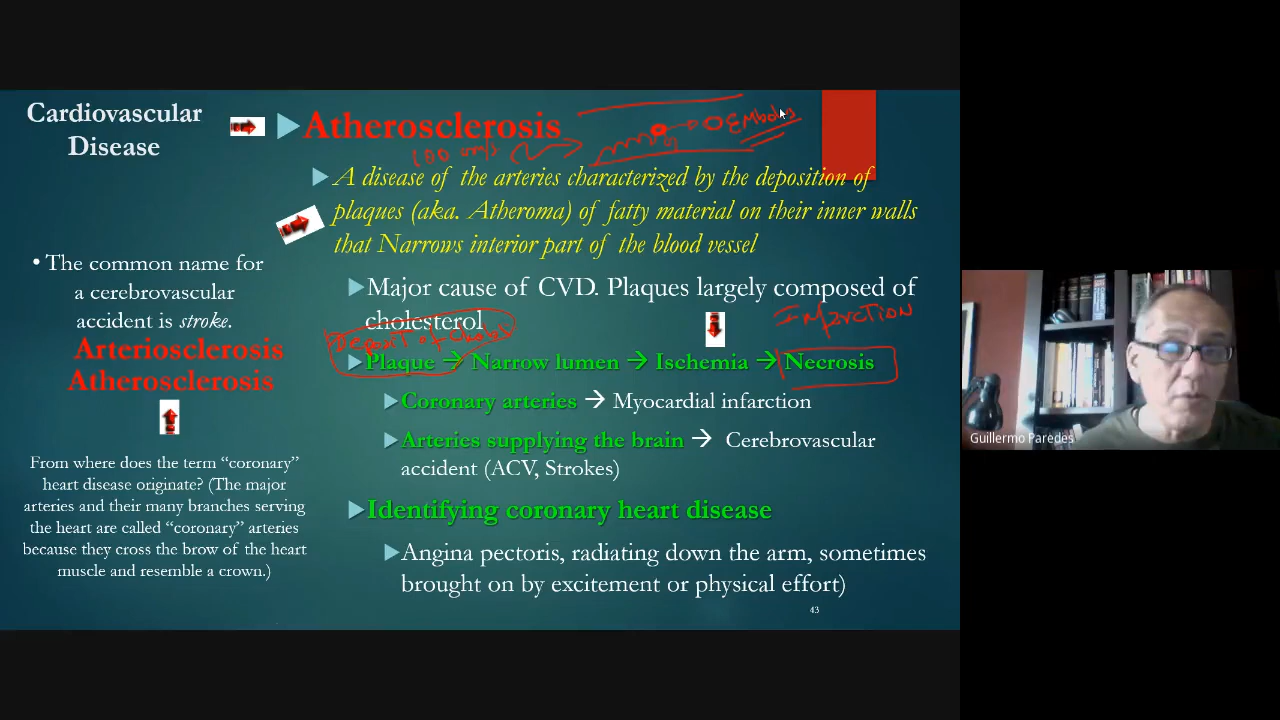 Cardiovascular
Disease
Atherosclerosis
Embolus
A disease of the arteries characterized by the deposition of
plaques (aka. Atheroma) of fatty material on their inner walls
that Narrows interior part of the blood vessel
• The common name for
a cerebrovascular
accident is stroke.
Arteriosclerosis
Atherosclerosis
From where does the term “coronary”
heart disease originate? (The major
arteries and their many branches serving
the heart are called “coronary” arteries
because they cross the brow of the heart
muscle and resemble a crown.)
Major cause of CVD. Plaques largely composed of
cholesterol
Infarction
Deposit of
Plaque → Narrow lumen → Ischemia → Necrosis
Coronary arteries → Myocardial infarction
Arteries supplying the brain → Cerebrovascular
accident (ACV, Strokes)
Identifying coronary heart disease
Angina pectoris, radiating down the arm, sometimes
brought on by excitement or physical effort)
43
Guillermo Paredes